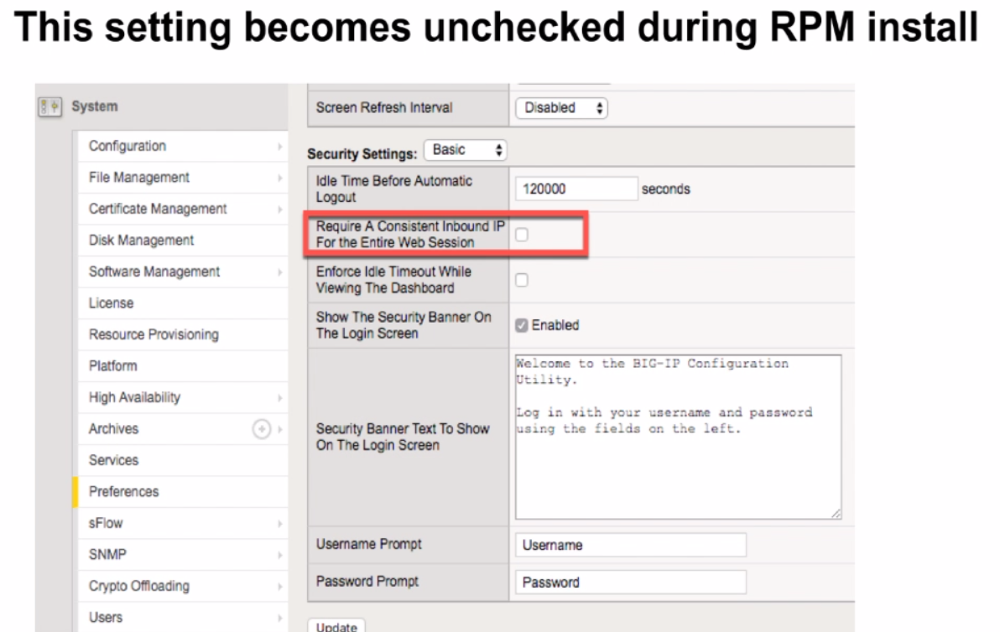 This setting becomes unchecked during RPM install
System
Configuration
File Management
Certificate Management
Disk Management
Software Management
License
Resource Provisioning
Platform
High Availability
Archives
Services
Preferences
sFlow
SNMP
Crypto Offloading
Users
Screen Refresh Interval
Disabled
Security Settings: Basic
Idle Time Before Automatic
Logout
120000 seconds
Require A Consistent Inbound IP
For the Entire Web Session
Enforce Idle Timeout While
Viewing The Dashboard
Show The Security Banner On
The Login Screen
Enabled
Security Banner Text To Show
On The Login Screen
Welcome to the BIG-IP Configuration
Utility.
Log in with your username and password
using the fields on the left.
Username Prompt
Username
Password Prompt
Password
Update